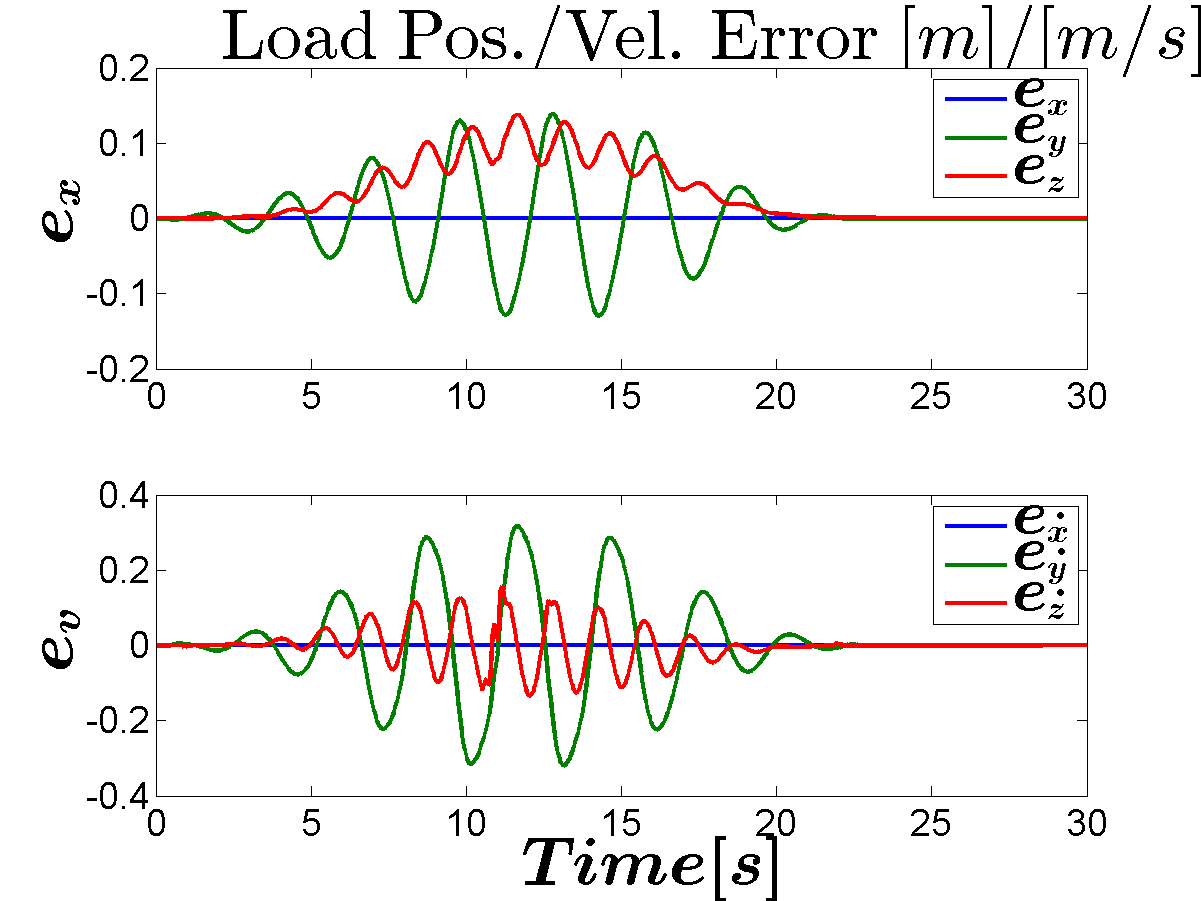 Load Pos./Vel. Error [m]/[m/s]
0.2
0.1
0
-0.1
-0.2
e_x
e_x
e_y
e_z
0 5 10 15 20 25 30
0.4
0.2
0
-0.2
-0.4
e_v
e_ẋ
e_ẏ
e_ż
0 5 10 15 20 25 30
Time[s]